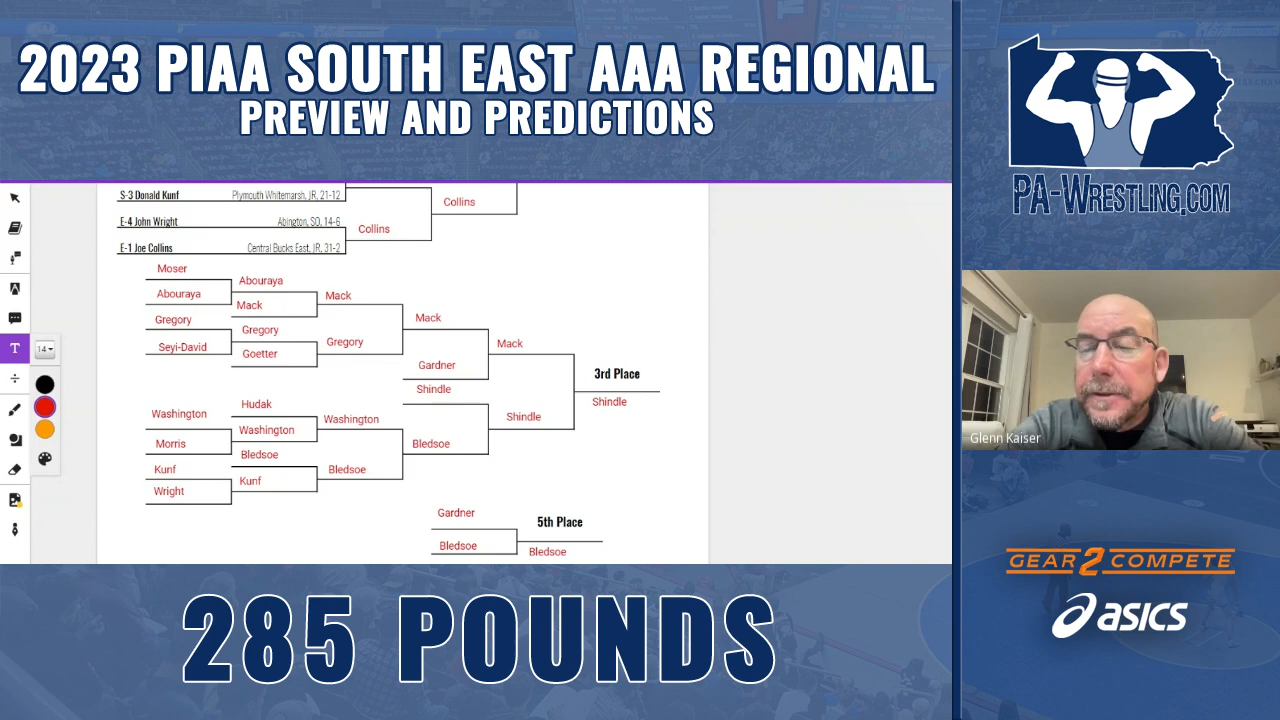 2023 PIAA SOUTH EAST AAA REGIONAL
PREVIEW AND PREDICTIONS
PA-WRESTLING.COM
S-3 Donald Kunf Plymouth Whitemarsh, JR, 21-12
Collins
E-4 John Wright Abington, SO, 14-6
Collins
E-1 Joe Collins Central Bucks East, JR, 31-2
Moser
Abouraya
Abouraya
Mack
Mack
Gregory
Mack
Gregory
Seyi-David
Gregory
Mack
Goetter
Gardner
3rd Place
Shindle
Shindle
Hudak
Washington
Washington
Shindle
Washington
Morris
Bledsoe
Bledsoe
Kunf
Bledsoe
Kunf
Wright
Gardner
5th Place
Bledsoe
Bledsoe
T
14
Glenn Kaiser
GEAR 2 COMPETE
asics
285 POUNDS